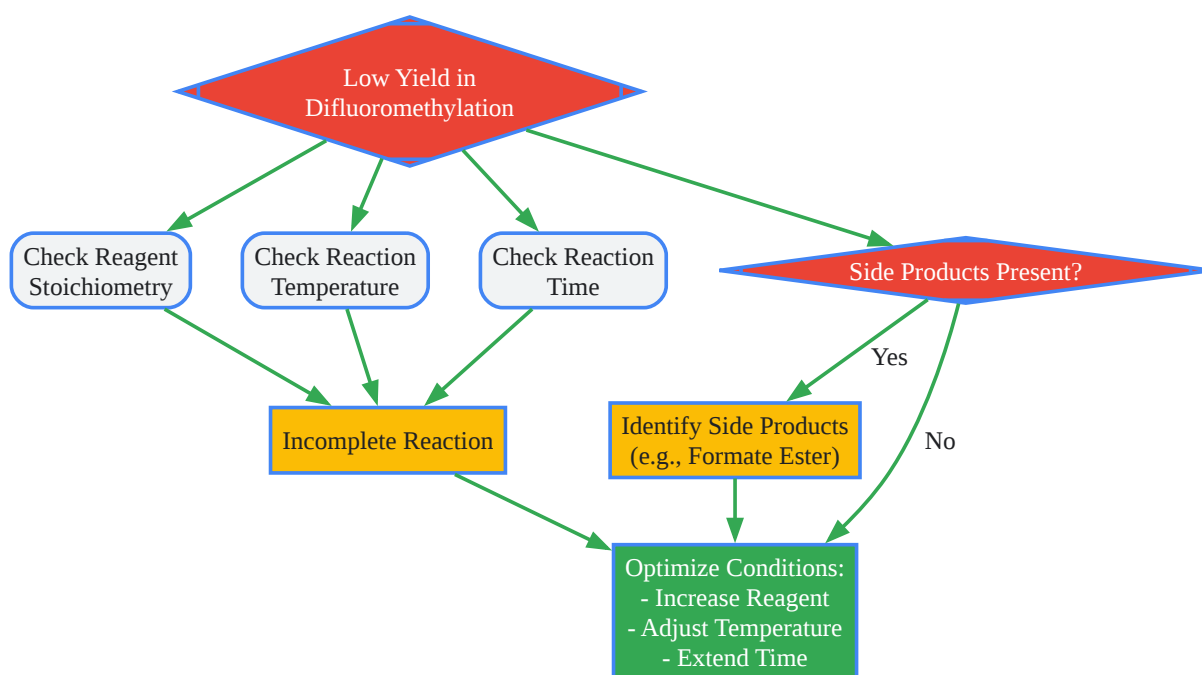 Low Yield in
Difluoromethylation
Check Reagent
Stoichiometry
Check Reaction
Temperature
Check Reaction
Time
Side Products Present?
Yes
No
Incomplete Reaction
Identify Side Products
(e.g., Formate Ester)
Optimize Conditions:
- Increase Reagent
- Adjust Temperature
- Extend Time